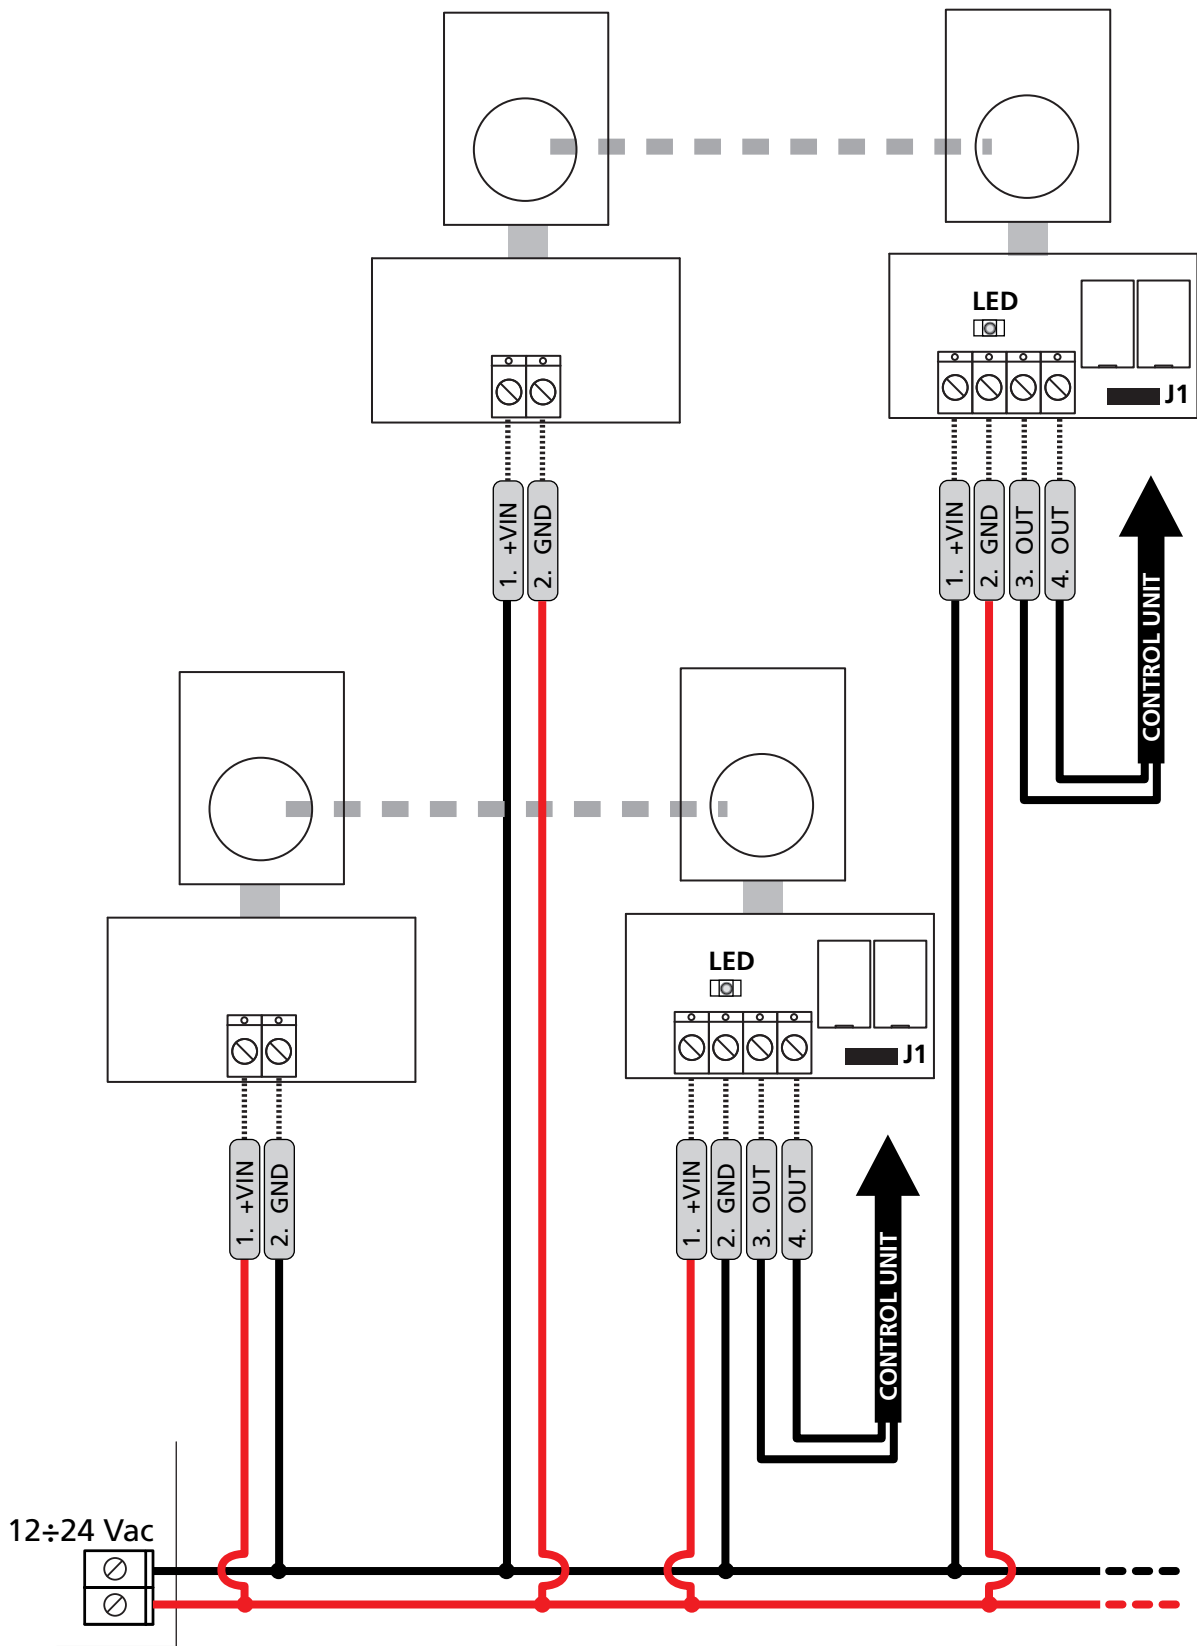 LED
J1
1. +VIN
2. GND
1. +VIN
2. GND
3. OUT
4. OUT
CONTROL UNIT
LED
J1
1. +VIN
2. GND
1. +VIN
2. GND
3. OUT
4. OUT
CONTROL UNIT
12÷24 Vac